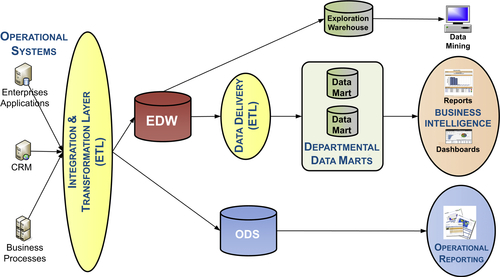 OPERATIONAL
SYSTEMS
Enterprises
Applications
CRM
Business
Processes
INTEGRATION &
TRANSFORMATION LAYER
(ETL)
EDW
Exploration
Warehouse
Data
Mining
DATA DELIVERY
(ETL)
Data
Mart
Data
Mart
DEPARTMENTAL
DATA MARTS
Reports
BUSINESS
INTELLIGENCE
Dashboards
ODS
OPERATIONAL
REPORTING